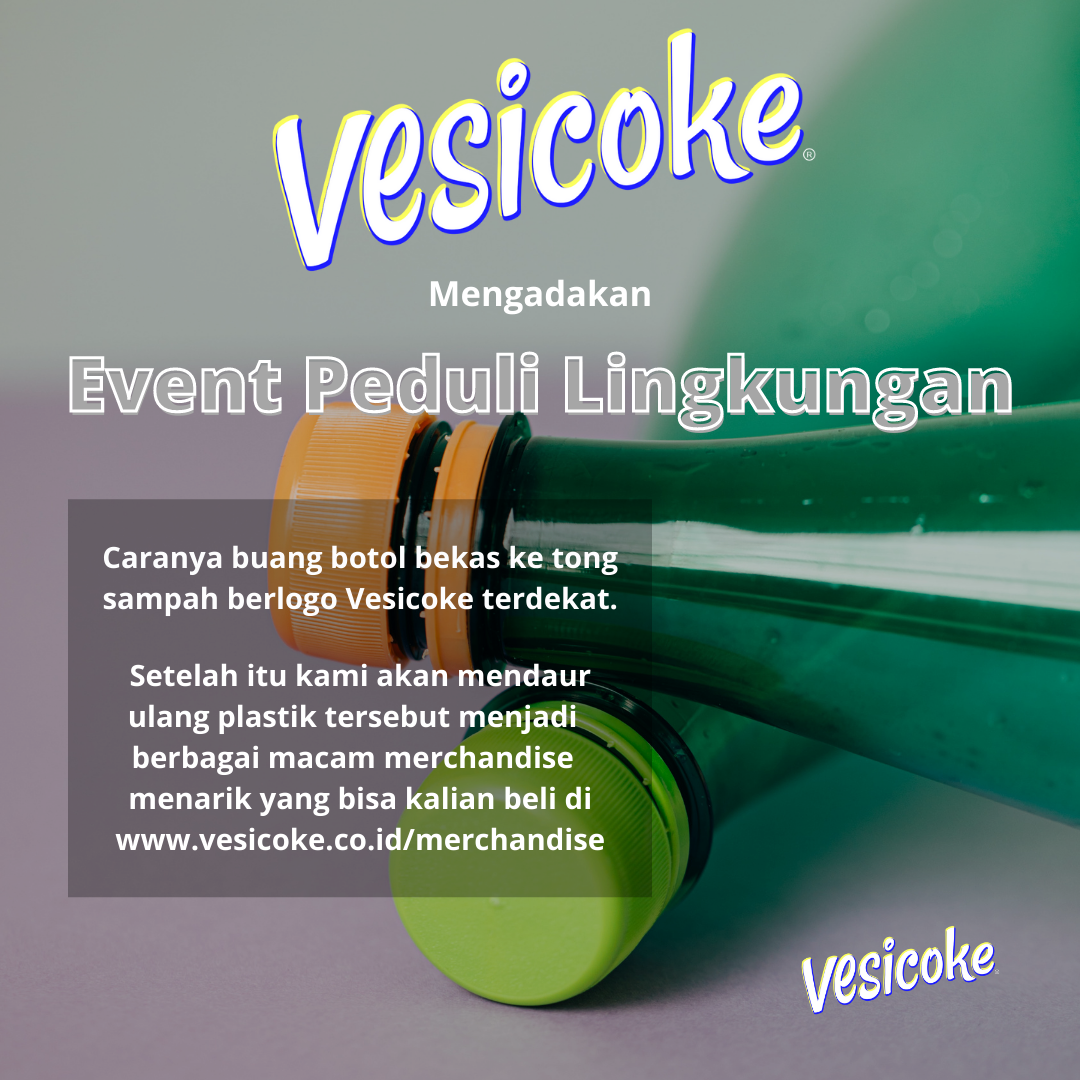 Vesicoke®
Mengadakan
Event Peduli Lingkungan
Caranya buang botol bekas ke tong
sampah berlogo Vesicoke terdekat.
Setelah itu kami akan mendaur
ulang plastik tersebut menjadi
berbagai macam merchandise
menarik yang bisa kalian beli di
www.vesicoke.co.id/merchandise
Vesicoke